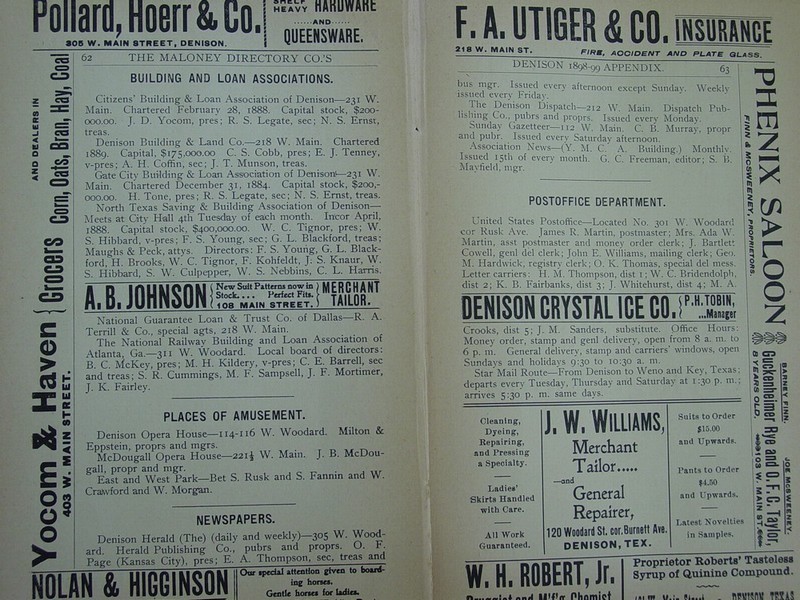 Pollard, Hoerr & Co.
SHELF
HEAVY HARDWARE
......AND......
QUEENSWARE.
305 W. MAIN STREET, DENISON.
62 THE MALONEY DIRECTORY CO.'S
Yocom & Haven { Grocers
AND DEALERS IN
Corn, Oats, Bran, Hay, Coal
403 W. MAIN STREET.
BUILDING AND LOAN ASSOCIATIONS.
Citizens' Building & Loan Association of Denison—231 W.
Main. Chartered February 28, 1888. Capital stock, $200-
000.00. J. D. Yocom, pres; R. S. Legate, sec; N. S. Ernst,
treas.
Denison Building & Land Co.—218 W. Main. Chartered
1889. Capital, $175,000.00 C. S. Cobb, pres; E. J. Tenney,
v-pres; A. H. Coffin, sec; J. T. Munson, treas.
Gate City Building & Loan Association of Denison—231 W.
Main. Chartered December 31, 1884. Capital stock, $200,-
000.00. H. Tone, pres; R. S. Legate, sec; N. S. Ernst, treas.
North Texas Saving & Building Association of Denison—
Meets at City Hall 4th Tuesday of each month. Incor April,
1888. Capital stock, $400,000.00. W. C. Tignor, pres; W.
S. Hibbard, v-pres; F. S. Young, sec; G. L. Blackford, treas;
Maughs & Peck, attys. Directors: F. S. Young, G. L. Black-
ford, H. Brooks, W. C. Tignor, F. Kohfeldt, J. S. Knaur, W.
S. Hibbard, S. W. Culpepper, W. S. Nebbins, C. L. Harris.
A. B. JOHNSON { New Suit Patterns now in
Stock.... Perfect Fits.
108 MAIN STREET. } MERCHANT
TAILOR.
National Guarantee Loan & Trust Co. of Dallas—R. A.
Terrill & Co., special agts, 218 W. Main.
The National Railway Building and Loan Association of
Atlanta, Ga.—311 W. Woodard. Local board of directors:
B. C. McKey, pres; M. H. Kildery, v-pres; C. E. Barrell, sec
and treas; S. R. Cummings, M. F. Sampsell, J. F. Mortimer,
J. K. Fairley.
PLACES OF AMUSEMENT.
Denison Opera House—114-116 W. Woodard. Milton &
Eppstein, proprs and mgrs.
McDougall Opera House—221½ W. Main. J. B. McDou-
gall, propr and mgr.
East and West Park—Bet S. Rusk and S. Fannin and W.
Crawford and W. Morgan.
NEWSPAPERS.
Denison Herald (The) (daily and weekly)—305 W. Wood-
ard. Herald Publishing Co., pubrs and proprs. O. F.
Page (Kansas City), pres; E. A. Thompson, sec, treas and
NOLAN & HIGGINSON
Our special attention given to board-
ing horses.
Gentle horses for ladies.
F. A. UTIGER & CO. INSURANCE
218 W. MAIN ST. FIRE, ACCIDENT AND PLATE GLASS.
DENISON 1898-99 APPENDIX. 63
bus mgr. Issued every afternoon except Sunday. Weekly
issued every Friday.
The Denison Dispatch—212 W. Main. Dispatch Pub-
lishing Co., pubrs and proprs. Issued every Monday.
Sunday Gazetteer—112 W. Main. C. B. Murray, propr
and pubr. Issued every Saturday afternoon.
Association News—(Y. M. C. A. Building.) Monthly.
Issued 15th of every month. G. C. Freeman, editor; S. B.
Mayfield, mgr.
POSTOFFICE DEPARTMENT.
United States Postoffice—Located No. 301 W. Woodard
cor Rusk Ave. James R. Martin, postmaster; Mrs. Ada W.
Martin, asst postmaster and money order clerk; J. Bartlett
Cowell, genl del clerk; John E. Williams, mailing clerk; Geo.
M. Hardwick, registry clerk; O. K. Thomas, special del mess.
Letter carriers: H. M. Thompson, dist 1; W. C. Bridendolph,
dist 2; K. B. Fairbanks, dist 3; J. Whitehurst, dist 4; M. A.
DENISON CRYSTAL ICE CO. { P. H. TOBIN,
...Manager
Crooks, dist 5; J. M. Sanders, substitute. Office Hours:
Money order, stamp and genl delivery, open from 8 a. m. to
6 p. m. General delivery, stamp and carriers' windows, open
Sundays and holidays 9:30 to 10:30 a. m.
Star Mail Route—From Denison to Weno and Key, Texas;
departs every Tuesday, Thursday and Saturday at 1:30 p. m.;
arrives 5:30 p. m. same days.
Cleaning,
Dyeing,
Repairing,
and Pressing
a Specialty.
Ladies'
Skirts Handled
with Care.
All Work
Guaranteed.
J. W. WILLIAMS,
Merchant
Tailor.....
—and
General
Repairer,
120 Woodard St. cor. Burnett Ave.
DENISON, TEX.
Suits to Order
$15.00
and Upwards.
Pants to Order
$4.50
and Upwards.
Latest Novelties
in Samples.
PHENIX SALOON
FINN & McSWEENEY, PROPRIETORS.
Guckenheimer Rye and O. F. C. Taylor,
8 YEARS OLD. 103 W. MAIN ST.
BARNEY FINN. JOE McSWEENEY.
W. H. ROBERT, Jr.
Druggist and M'f'g Chemist
Proprietor Roberts' Tasteless
Syrup of Quinine Compound.
Main Street DENISON, TEXAS